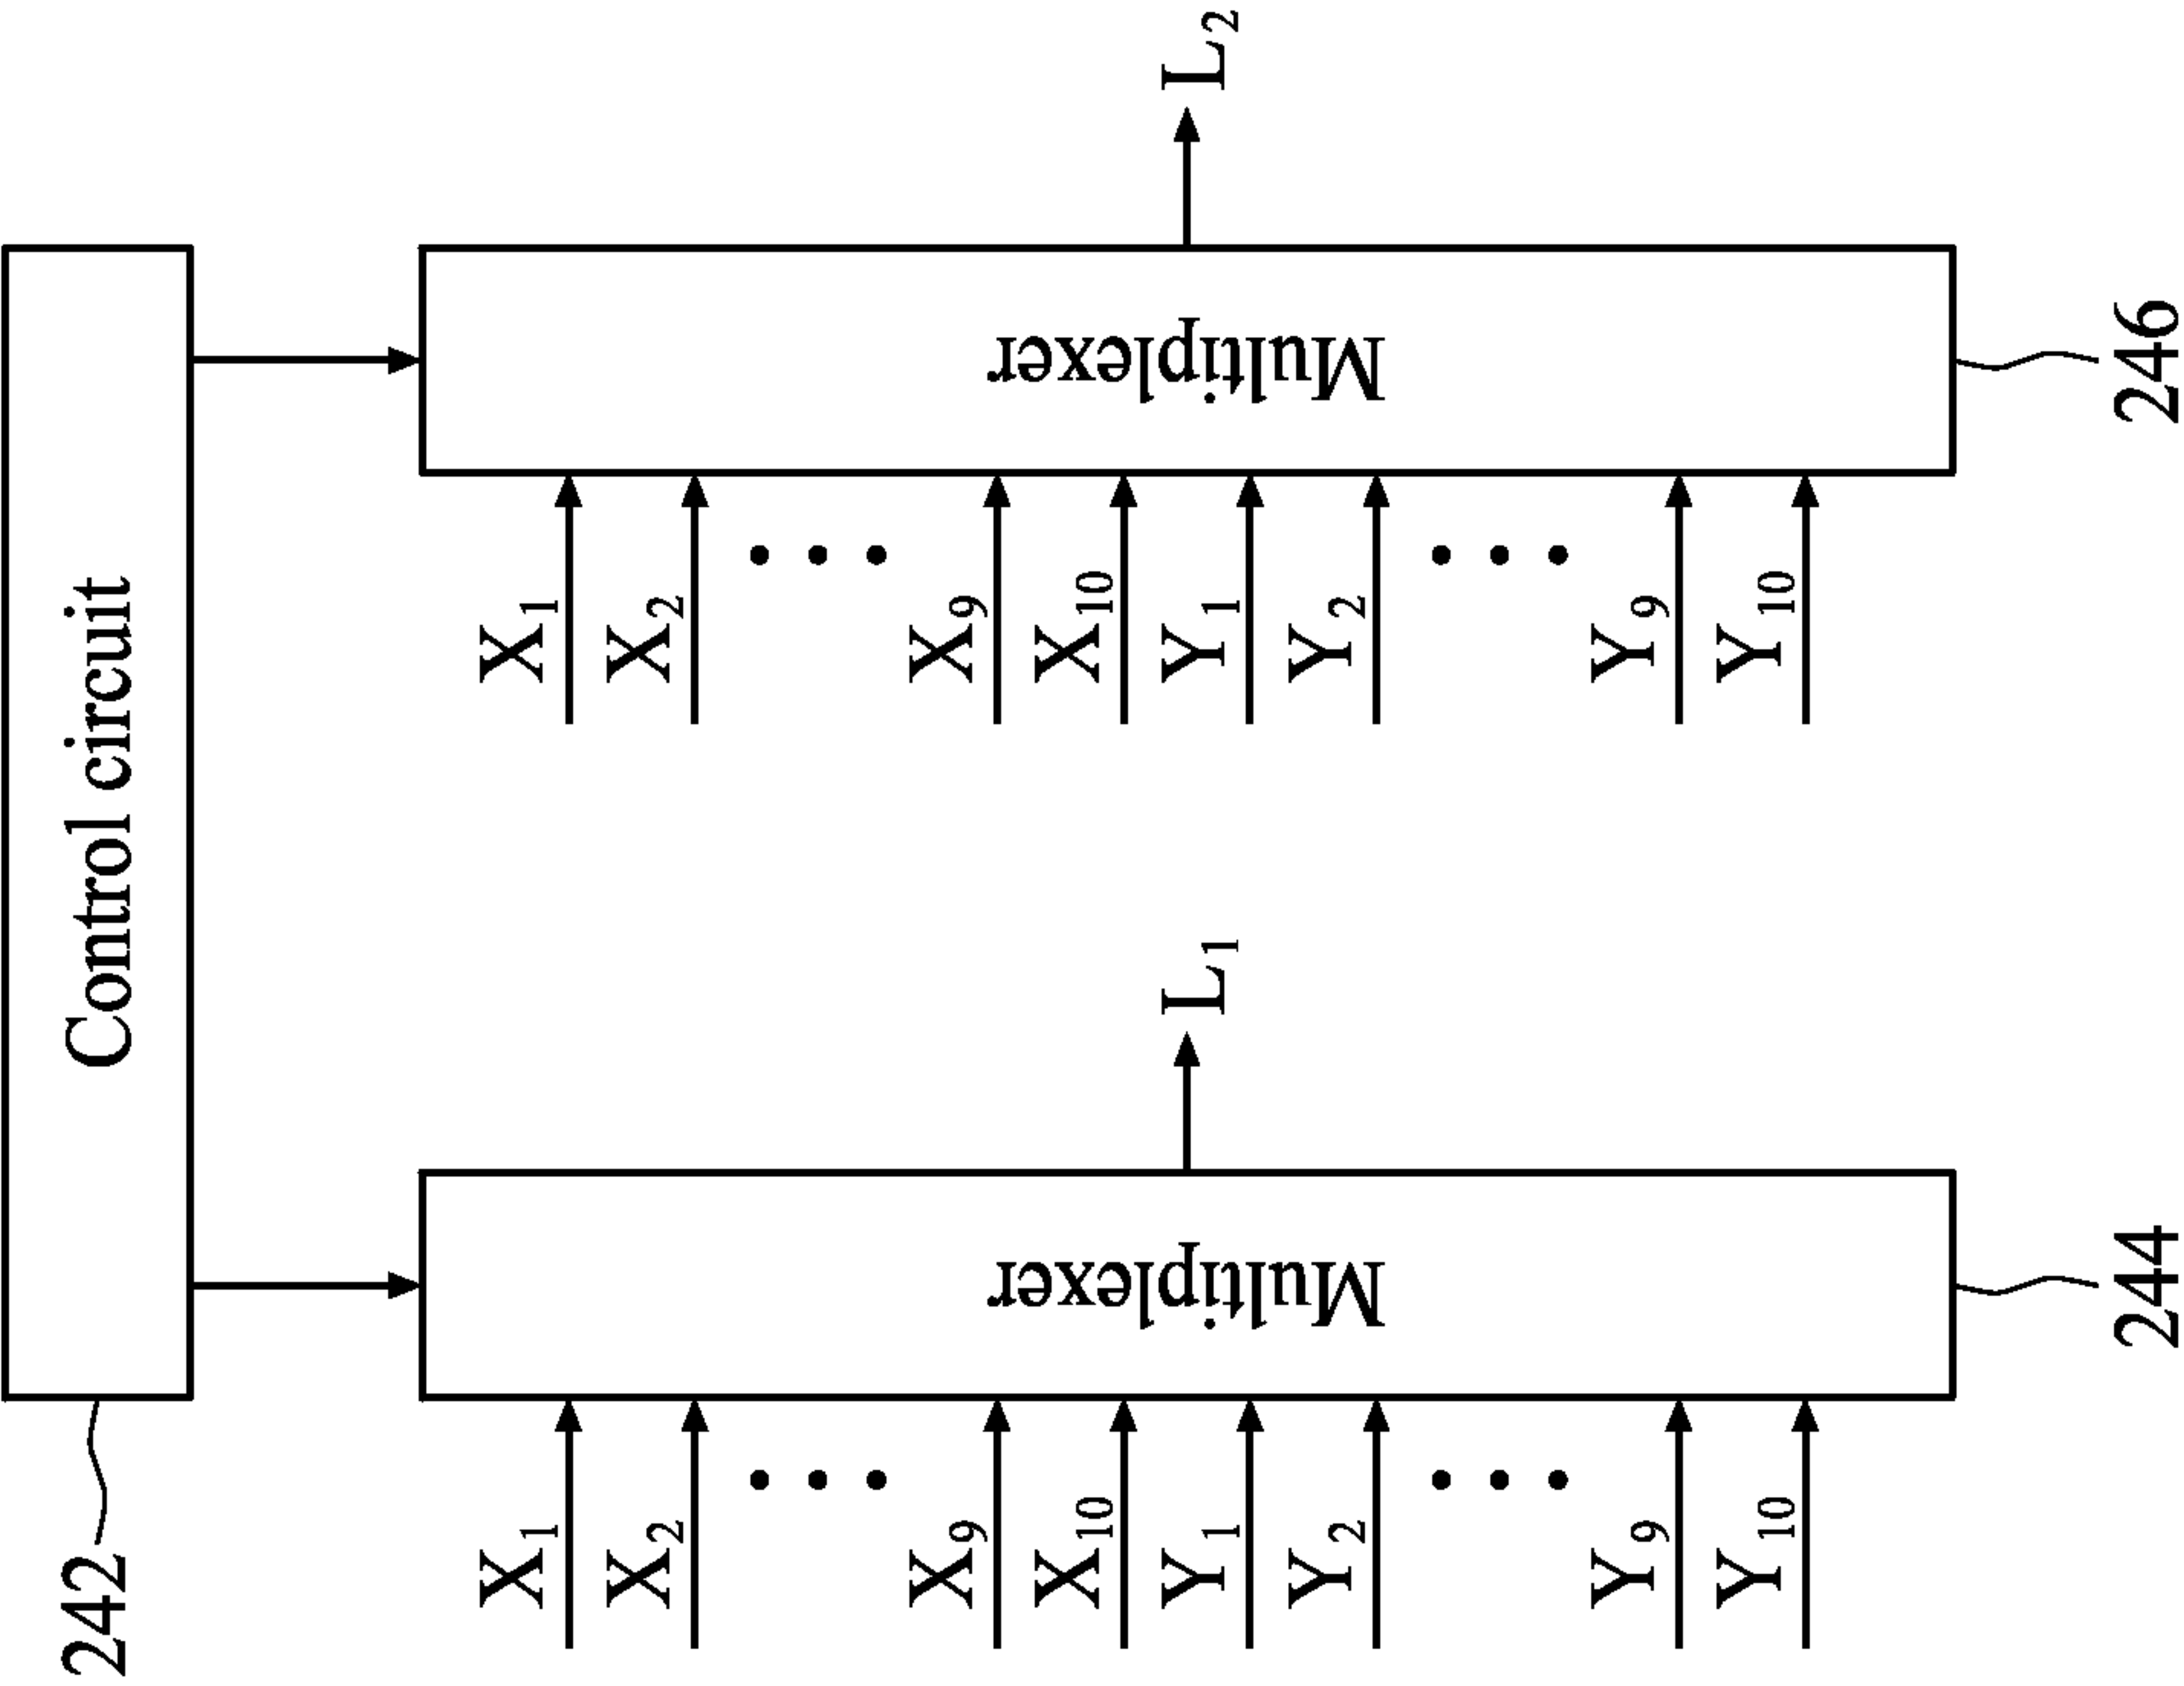 242
Control circuit
X1
X2
X9
X10
Y1
Y2
Y9
Y10
Multiplexer
L1
244
X1
X2
X9
X10
Y1
Y2
Y9
Y10
Multiplexer
L2
246